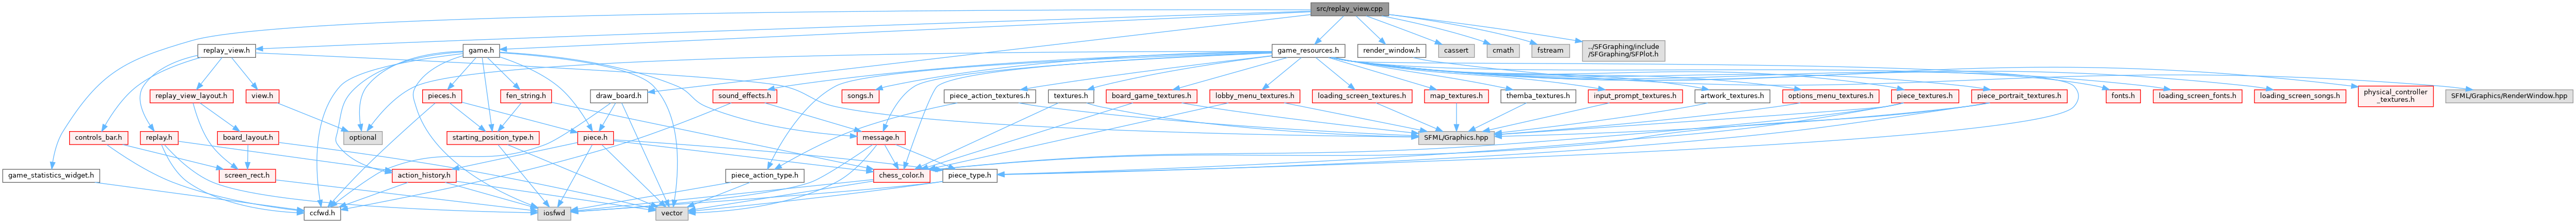 src/replay_view.cpp
replay_view.h
game.h
game_resources.h
render_window.h
cassert
cmath
fstream
../SFGraphing/include
/SFGraphing/SFPlot.h
replay_view_layout.h
view.h
pieces.h
fen_string.h
draw_board.h
sound_effects.h
songs.h
piece_action_textures.h
textures.h
board_game_textures.h
lobby_menu_textures.h
loading_screen_textures.h
map_textures.h
themba_textures.h
input_prompt_textures.h
artwork_textures.h
options_menu_textures.h
piece_textures.h
piece_portrait_textures.h
fonts.h
loading_screen_fonts.h
loading_screen_songs.h
physical_controller
_textures.h
SFML/Graphics/RenderWindow.hpp
controls_bar.h
replay.h
board_layout.h
optional
starting_position_type.h
piece.h
message.h
SFML/Graphics.hpp
game_statistics_widget.h
screen_rect.h
action_history.h
piece_action_type.h
chess_color.h
piece_type.h
ccfwd.h
iosfwd
vector